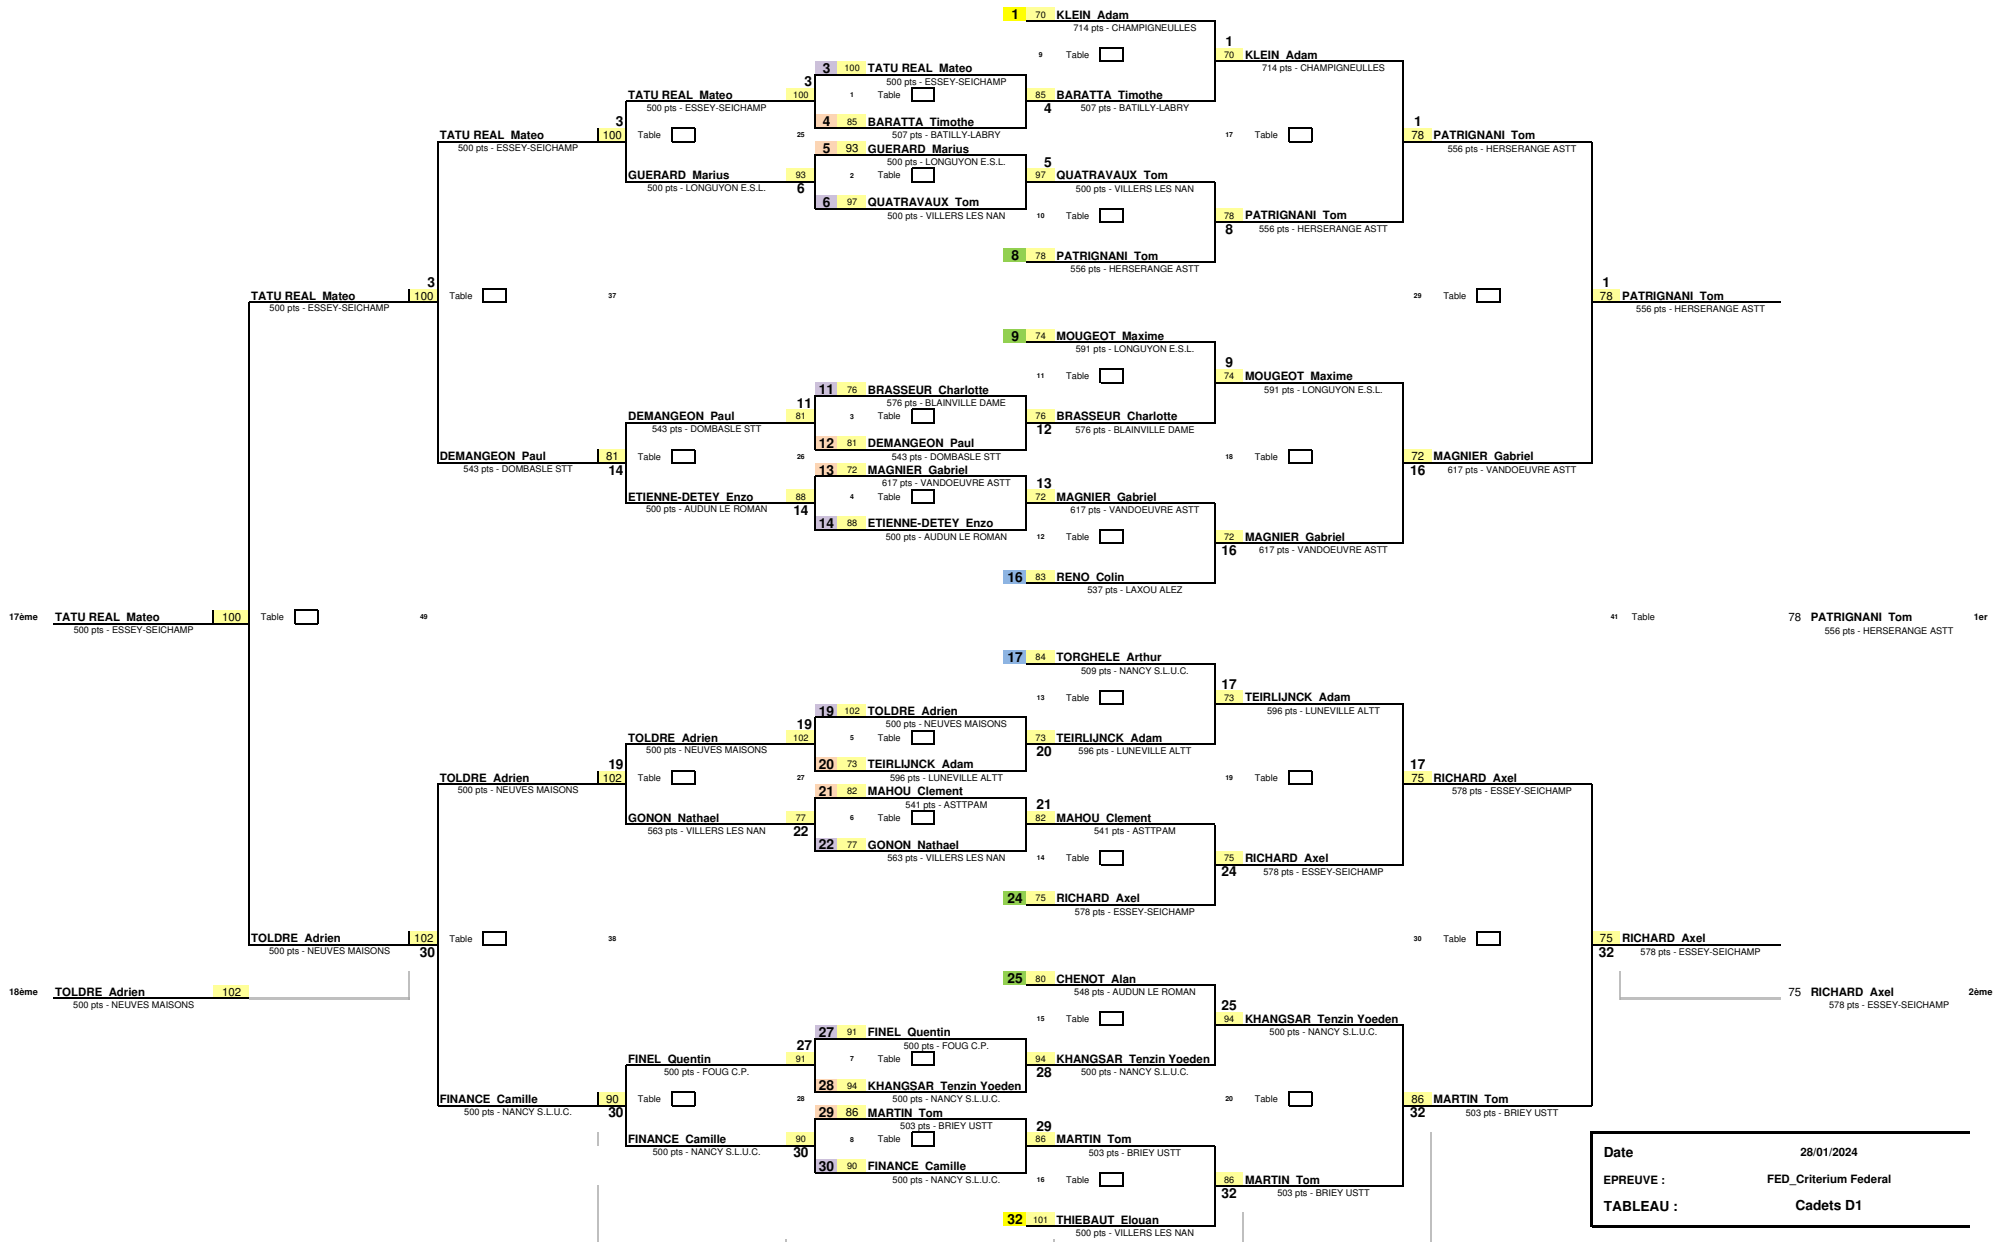 1 70 KLEIN Adam
714 pts - CHAMPIGNEULLES
1
9 Table 70 KLEIN Adam
3 100 TATU REAL Mateo 714 pts - CHAMPIGNEULLES
3 500 pts - ESSEY-SEICHAMP
TATU REAL Mateo 100 1 Table 85 BARATTA Timothe
500 pts - ESSEY-SEICHAMP 4 507 pts - BATILLY-LABRY
3 4 85 BARATTA Timothe 1
TATU REAL Mateo 100 Table 25 507 pts - BATILLY-LABRY 17 Table 78 PATRIGNANI Tom
500 pts - ESSEY-SEICHAMP 5 93 GUERARD Marius 556 pts - HERSERANGE ASTT
500 pts - LONGUYON E.S.L. 5
GUERARD Marius 93 2 Table 97 QUATRAVAUX Tom
500 pts - LONGUYON E.S.L. 6 500 pts - VILLERS LES NAN
6 97 QUATRAVAUX Tom
500 pts - VILLERS LES NAN 10 Table 78 PATRIGNANI Tom
8 556 pts - HERSERANGE ASTT
8 78 PATRIGNANI Tom
556 pts - HERSERANGE ASTT
3 1
TATU REAL Mateo 100 Table 37 29 Table 78 PATRIGNANI Tom
500 pts - ESSEY-SEICHAMP 556 pts - HERSERANGE ASTT
9 74 MOUGEOT Maxime
591 pts - LONGUYON E.S.L.
9
11 Table 74 MOUGEOT Maxime
11 76 BRASSEUR Charlotte 591 pts - LONGUYON E.S.L.
11 576 pts - BLAINVILLE DAME
DEMANGEON Paul 81 3 Table 76 BRASSEUR Charlotte
543 pts - DOMBASLE STT 12 576 pts - BLAINVILLE DAME
12 81 DEMANGEON Paul
DEMANGEON Paul 81 Table 26 543 pts - DOMBASLE STT 18 Table 72 MAGNIER Gabriel
543 pts - DOMBASLE STT 14 13 72 MAGNIER Gabriel 16 617 pts - VANDOEUVRE ASTT
617 pts - VANDOEUVRE ASTT 13
ETIENNE-DETEY Enzo 88 4 Table 72 MAGNIER Gabriel
500 pts - AUDUN LE ROMAN 14 617 pts - VANDOEUVRE ASTT
14 88 ETIENNE-DETEY Enzo
500 pts - AUDUN LE ROMAN 12 Table 72 MAGNIER Gabriel
16 617 pts - VANDOEUVRE ASTT
16 83 RENO Colin
537 pts - LAXOU ALEZ
17ème TATU REAL Mateo 100 Table 49 41 Table 78 PATRIGNANI Tom 1er
500 pts - ESSEY-SEICHAMP 556 pts - HERSERANGE ASTT
17 84 TORGHELE Arthur
509 pts - NANCY S.L.U.C.
17
13 Table 73 TEIRLIJNCK Adam
19 102 TOLDRE Adrien 596 pts - LUNEVILLE ALTT
19 500 pts - NEUVES MAISONS
TOLDRE Adrien 102 5 Table 73 TEIRLIJNCK Adam
500 pts - NEUVES MAISONS 20 596 pts - LUNEVILLE ALTT
19 20 73 TEIRLIJNCK Adam 17
TOLDRE Adrien 102 Table 27 596 pts - LUNEVILLE ALTT 19 Table 75 RICHARD Axel
500 pts - NEUVES MAISONS 21 82 MAHOU Clement 578 pts - ESSEY-SEICHAMP
541 pts - ASTTPAM 21
GONON Nathael 77 6 Table 82 MAHOU Clement
563 pts - VILLERS LES NAN 22 541 pts - ASTTPAM
22 77 GONON Nathael
563 pts - VILLERS LES NAN 14 Table 75 RICHARD Axel
24 578 pts - ESSEY-SEICHAMP
24 75 RICHARD Axel
578 pts - ESSEY-SEICHAMP
TOLDRE Adrien 102 Table 38 30 Table 75 RICHARD Axel
500 pts - NEUVES MAISONS 30 32 578 pts - ESSEY-SEICHAMP
25 80 CHENOT Alan
18ème TOLDRE Adrien 102 548 pts - AUDUN LE ROMAN 75 RICHARD Axel 2ème
500 pts - NEUVES MAISONS 25 578 pts - ESSEY-SEICHAMP
15 Table 94 KHANGSAR Tenzin Yoeden
27 91 FINEL Quentin 500 pts - NANCY S.L.U.C.
27 500 pts - FOUG C.P.
FINEL Quentin 91 7 Table 94 KHANGSAR Tenzin Yoeden
500 pts - FOUG C.P. 28 500 pts - NANCY S.L.U.C.
28 94 KHANGSAR Tenzin Yoeden
FINANCE Camille 90 Table 28 500 pts - NANCY S.L.U.C. 20 Table 86 MARTIN Tom
500 pts - NANCY S.L.U.C. 30 29 86 MARTIN Tom 32 503 pts - BRIEY USTT
503 pts - BRIEY USTT 29
FINANCE Camille 90 8 Table 86 MARTIN Tom
500 pts - NANCY S.L.U.C. 30 503 pts - BRIEY USTT
Date 28/01/2024
30 90 FINANCE Camille
500 pts - NANCY S.L.U.C. 16 Table 86 MARTIN Tom
EPREUVE : FED_Criterium Federal
32 503 pts - BRIEY USTT
TABLEAU : Cadets D1
32 101 THIEBAUT Elouan
500 pts - VILLERS LES NAN